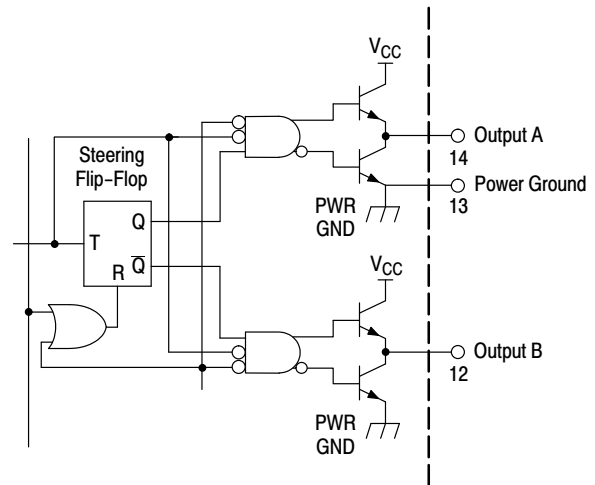 VCC
Output A
14
Steering
Flip-Flop
Power Ground
13
PWR
GND
Q
T
Q̅
R
VCC
Output B
12
PWR
GND